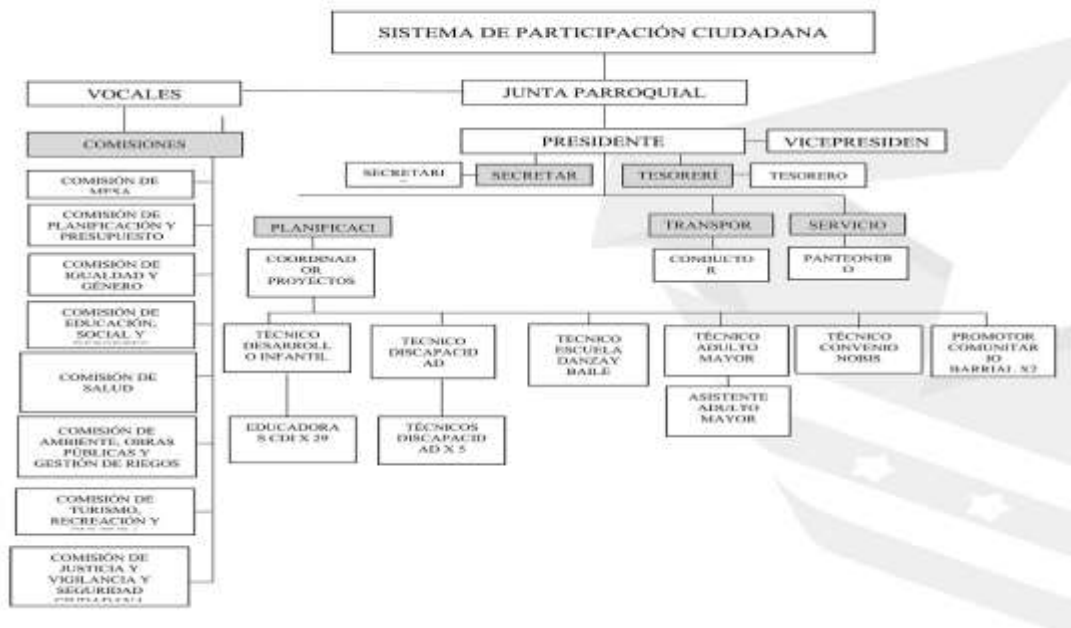 SISTEMA DE PARTICIPACIÓN CIUDADANA
VOCALES
JUNTA PARROQUIAL
COMISIONES
PRESIDENTE
VICEPRESIDEN
SECRETARI
SECRETAR
TESORERÍ
TESORERO
COMISIÓN DE
MESA
COMISIÓN DE
PLANIFICACIÓN Y
PRESUPUESTO
COMISIÓN DE
IGUALDAD Y
GÉNERO
COMISIÓN DE
EDUCACIÓN,
SOCIAL Y
COMISIÓN DE
SALUD
COMISIÓN DE
AMBIENTE, OBRAS
PÚBLICAS Y
GESTIÓN DE RIEGOS
COMISIÓN DE
TURISMO,
RECREACIÓN Y
COMISIÓN DE
JUSTICIA Y
VIGILANCIA Y
SEGURIDAD
PLANIFICACI
TRANSPOR
SERVICIO
COORDINAD
OR
PROYECTOS
CONDUCTO
R
PANTEONER
O
TÉCNICO
DESARROLL
O INFANTIL
TECNICO
DISCAPACID
AD
TECNICO
ESCUELA
DANZAY
BAILE
TÉCNICO
ADULTO
MAYOR
TÉCNICO
CONVENIO
NOBIS
PROMOTOR
COMUNITAR
IO
BARRIAL X2
EDUCADORA
S CDI X 29
TÉCNICOS
DISCAPACID
AD X 5
ASISTENTE
ADULTO
MAYOR